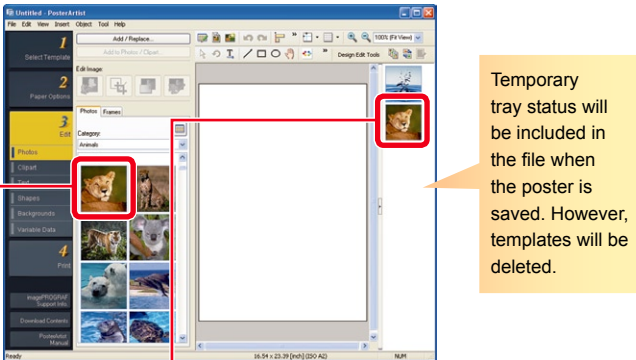 Untitled - PosterArtist
File Edit View Insert Object Tool Help
1
Select Template
2
Paper Options
3
Edit
Photos
Clipart
Text
Shapes
Backgrounds
Variable Data
4
Print
imagePROGRAF
Support Info.
Download Contents
PosterArtist
Manual
Add / Replace...
Add to Photos / Clipart...
Edit Image:
Photos Frames
Category:
Animals
100% (Fit View)
Design Edit Tools
Ready
16.54 x 23.39 [inch] (ISO A2)
NUM
Temporary
tray status will
be included in
the file when
the poster is
saved. However,
templates will be
deleted.